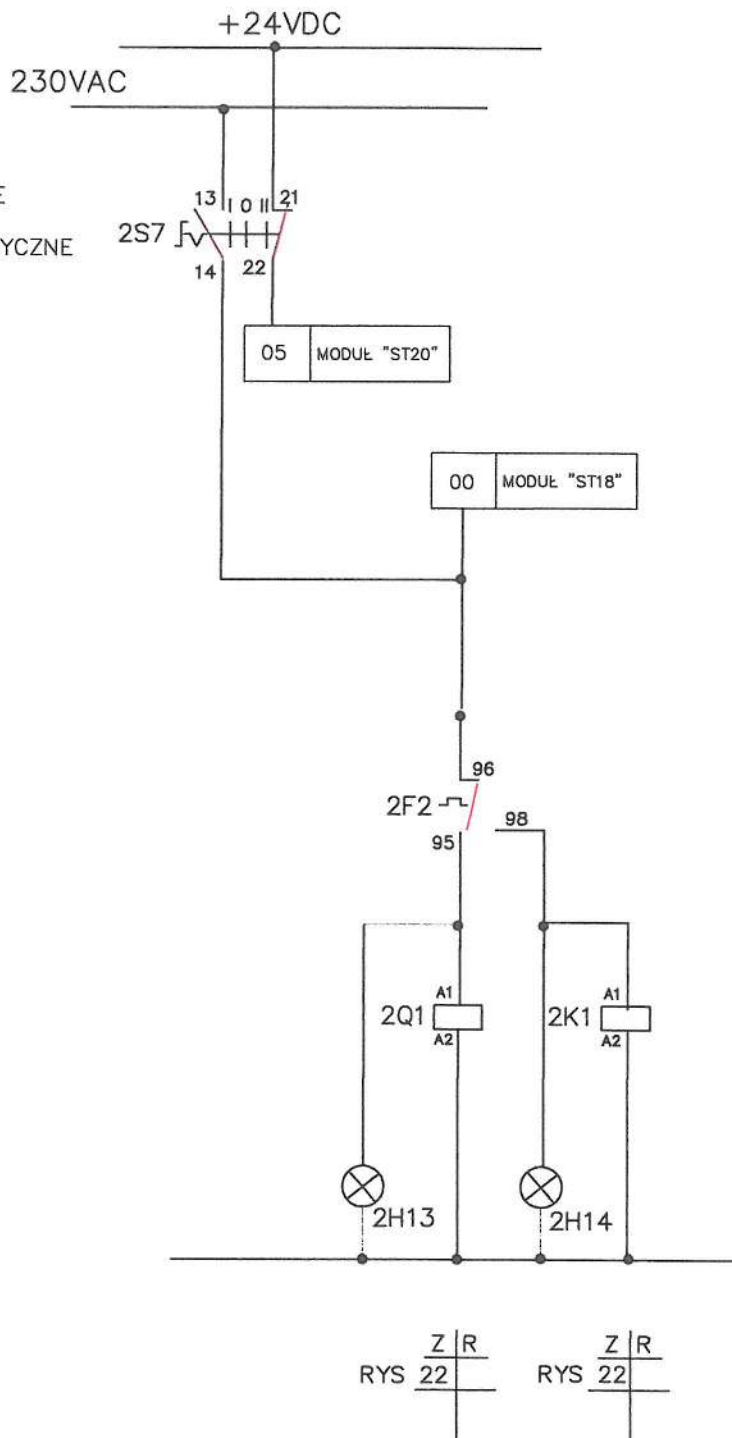 +24VDC
230VAC
E
YCZNE
13 I O II 21
2S7
14 22
05 MODUŁ "ST20"
00 MODUŁ "ST18"
96
2F2
95 98
A1 A1
2Q1 2K1
A2 A2
2H13 2H14
Z R Z R
RYS 22 RYS 22